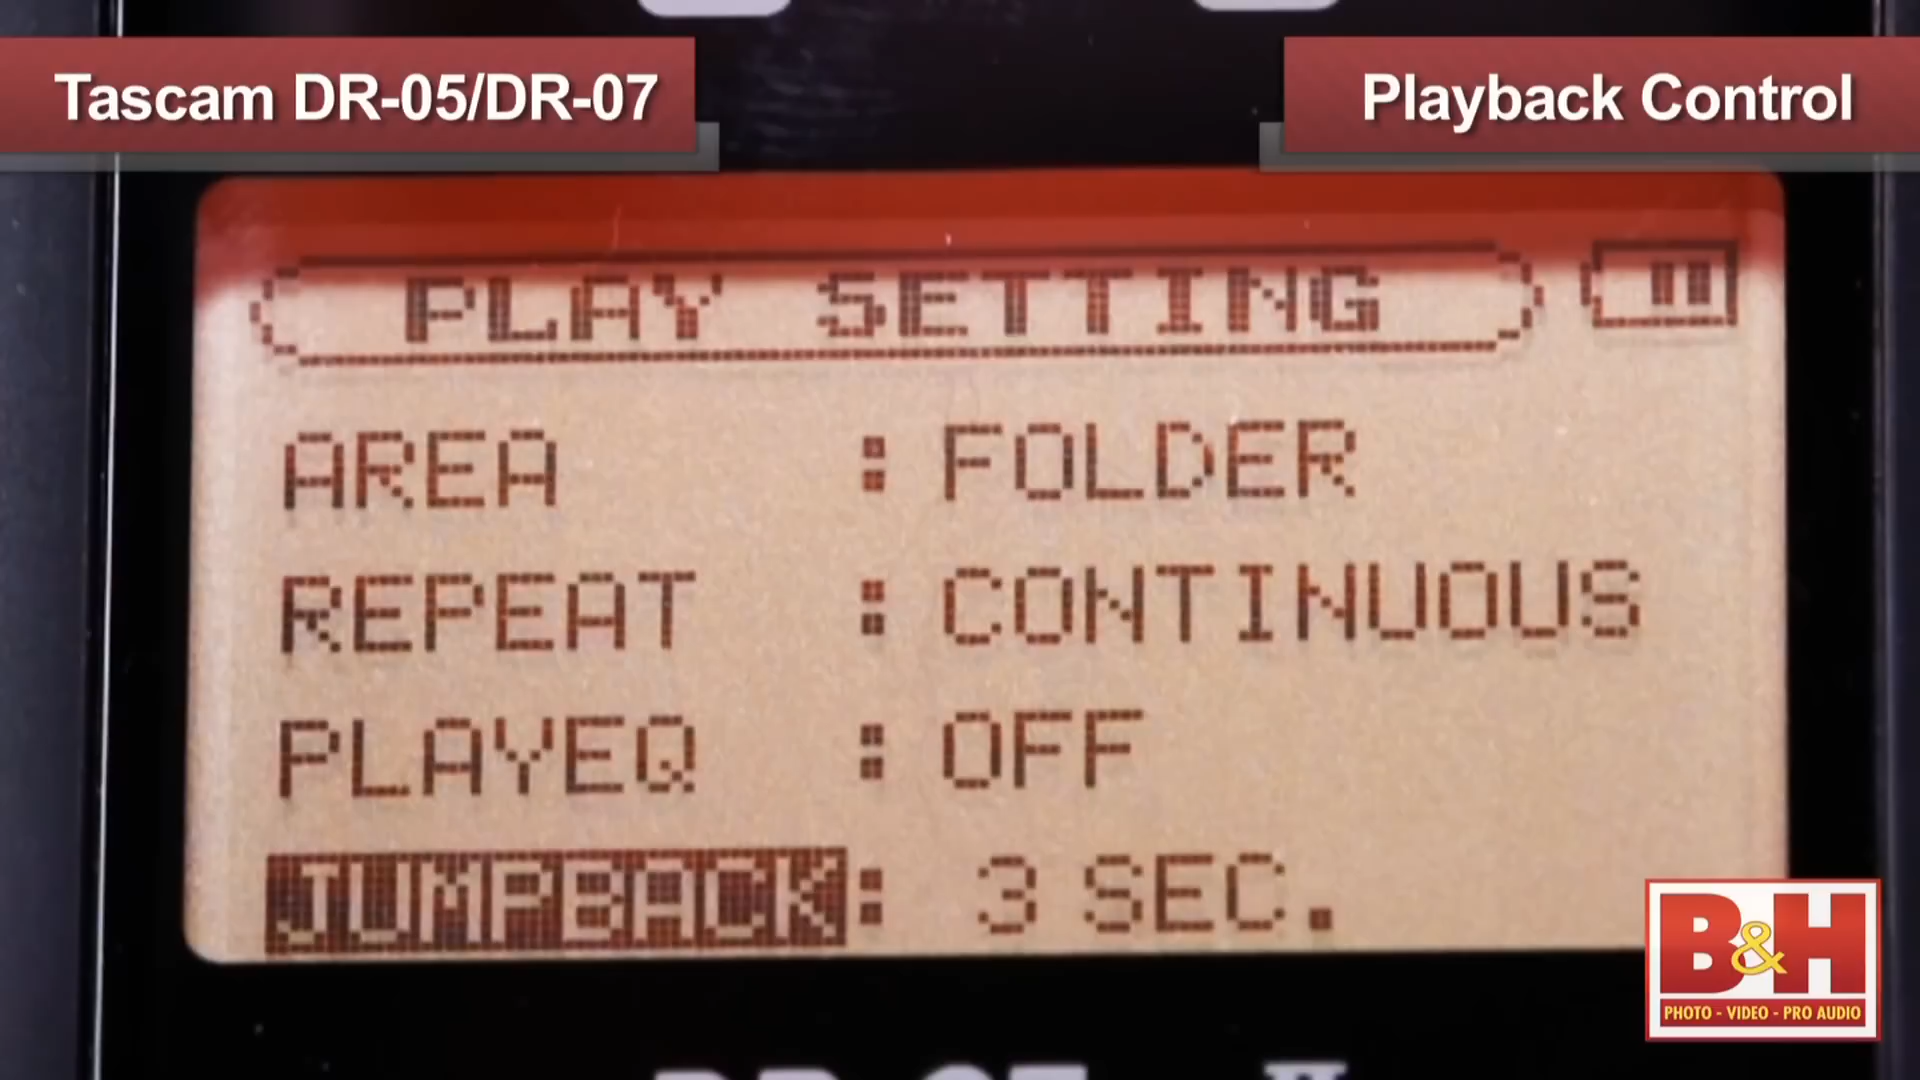 Tascam DR-05/DR-07
Playback Control
PLAY SETTING
AREA : FOLDER
REPEAT : CONTINUOUS
PLAYEQ : OFF
JUMPBACK : 3 SEC.
B&H
PHOTO - VIDEO - PRO AUDIO